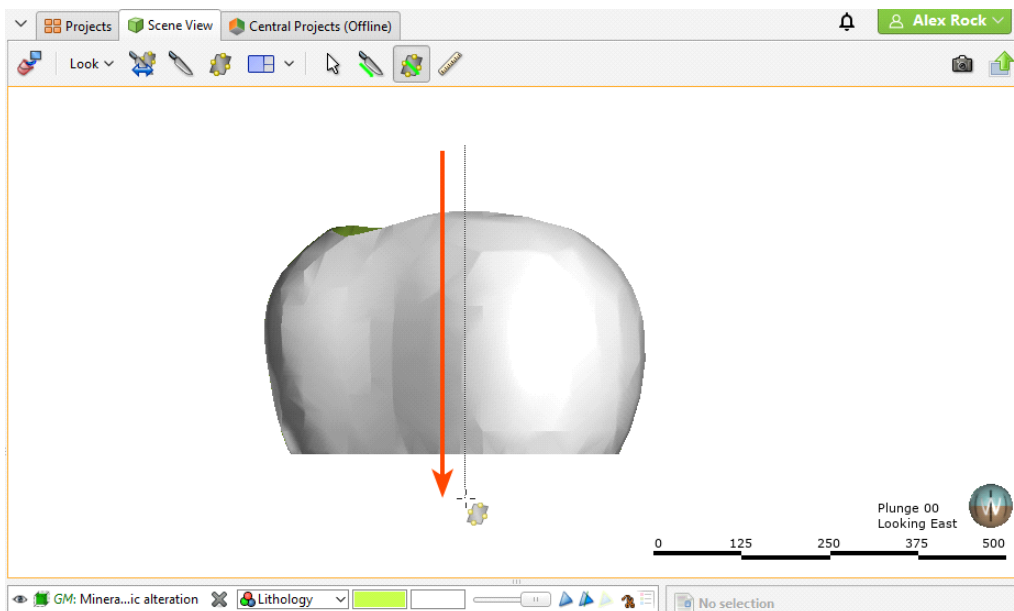 Projects
Scene View
Central Projects (Offline)
Alex Rock
Look
Plunge 00
Looking East
0 125 250 375 500
GM: Minera...ic alteration
Lithology
No selection